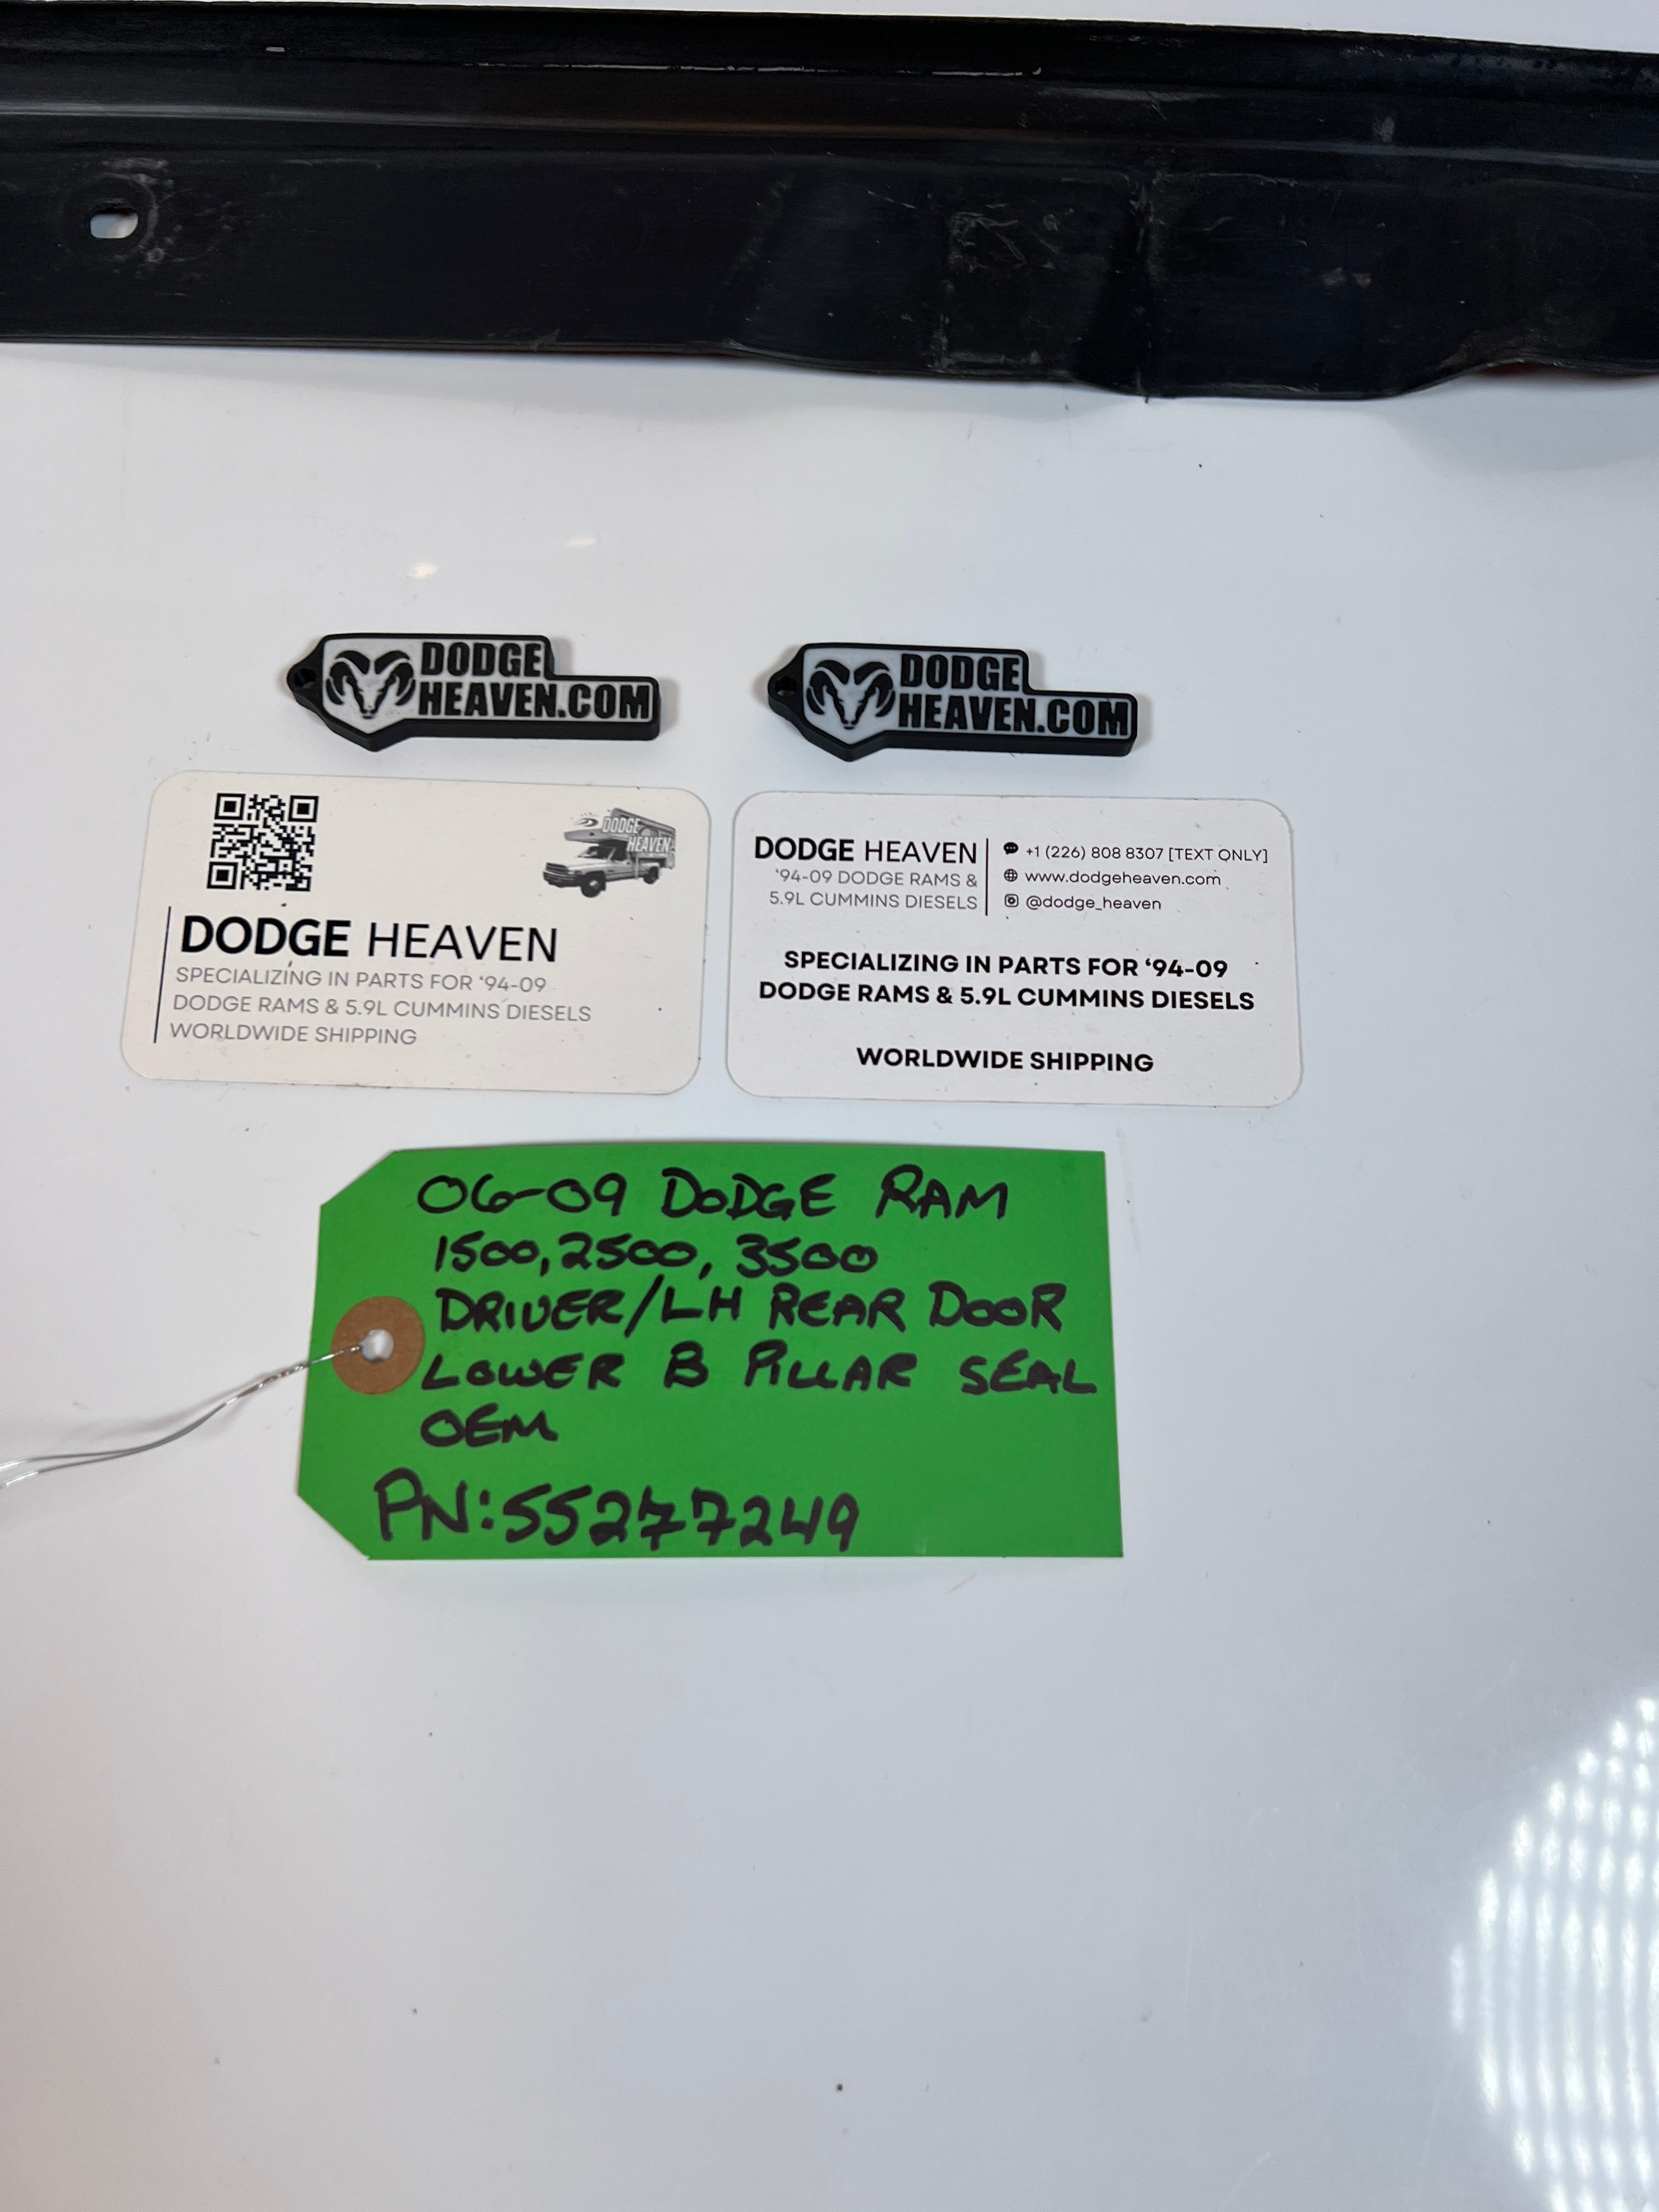 DODGE
HEAVEN.COM
DODGE
HEAVEN.COM
DODGE
HEAVEN
DODGE HEAVEN
SPECIALIZING IN PARTS FOR '94-09
DODGE RAMS & 5.9L CUMMINS DIESELS
WORLDWIDE SHIPPING
DODGE HEAVEN
'94-09 DODGE RAMS &
5.9L CUMMINS DIESELS
+1 (226) 808 8307 [TEXT ONLY]
www.dodgeheaven.com
@dodge_heaven
SPECIALIZING IN PARTS FOR '94-09
DODGE RAMS & 5.9L CUMMINS DIESELS
WORLDWIDE SHIPPING
06-09 DODGE RAM
1500, 2500, 3500
DRIVER/LH REAR DOOR
LOWER B PILLAR SEAL
OEM
PN: 55277249